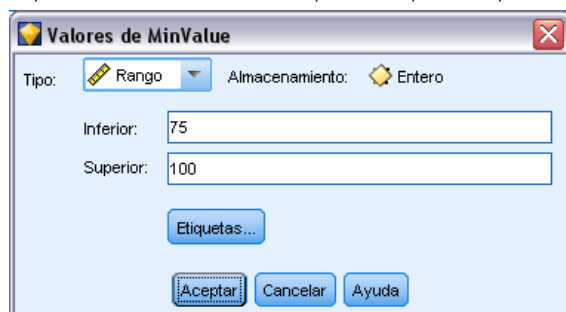 Valores de MinValue
Tipo: Rango Almacenamiento: Entero
Inferior: 75
Superior: 100
Etiquetas...
Aceptar Cancelar Ayuda